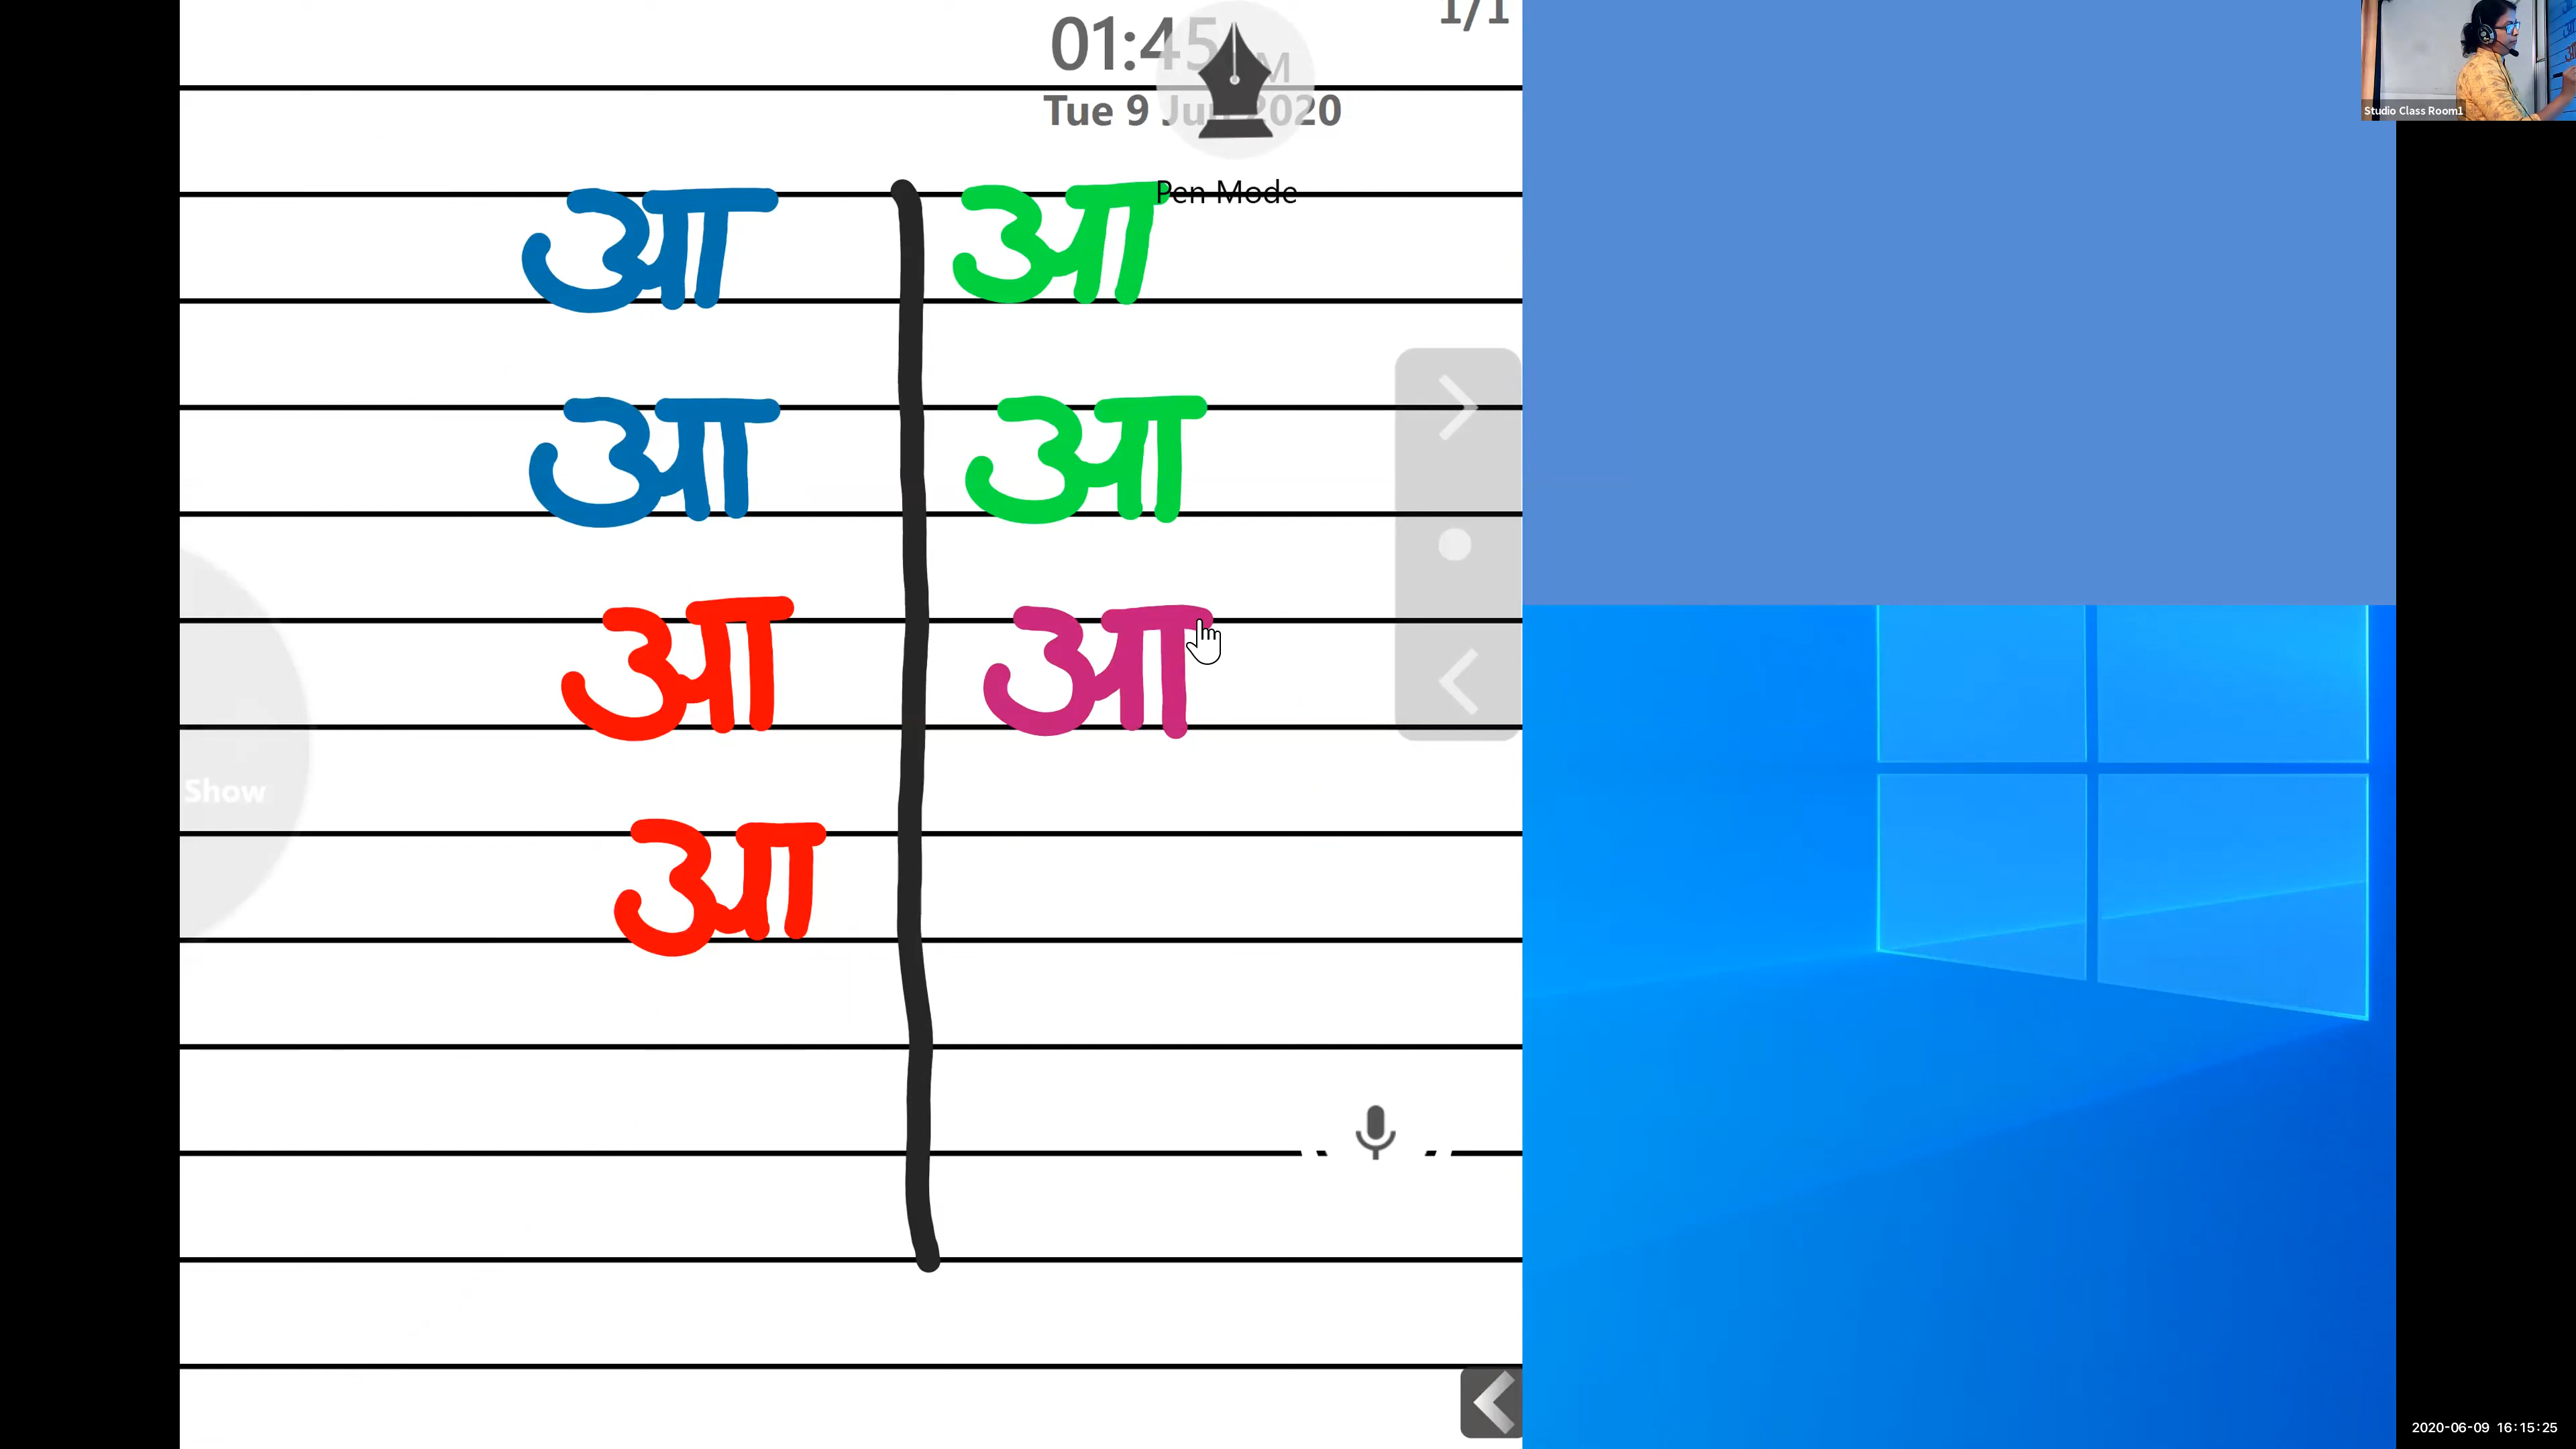 1/1
01:45 M
Tue 9 Jun 2020
Studio Class Room1
Pen Mode
आ आ
आ आ
आ आ
Show
आ
2020-06-09 16:15:25